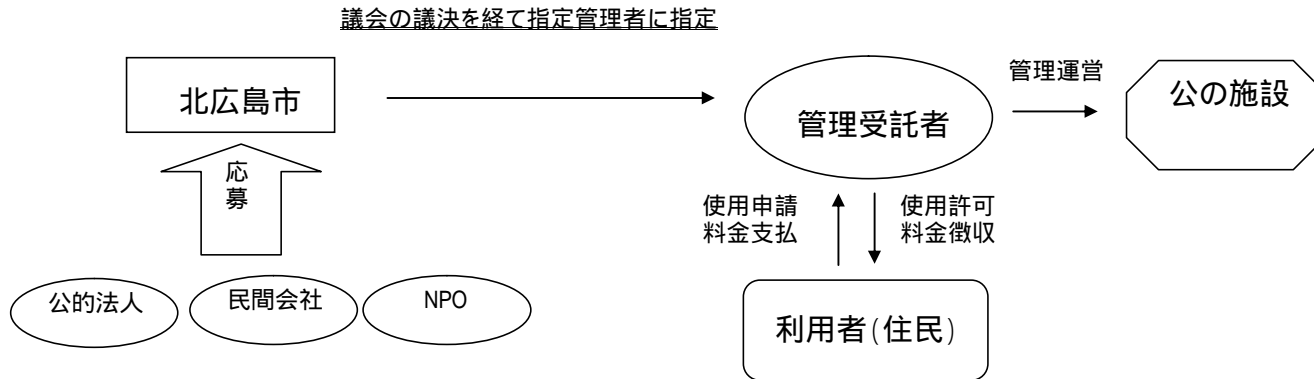 議会の議決を経て指定管理者に指定
北広島市
管理受託者
管理運営
公の施設
応
募
使用申請
料金支払
使用許可
料金徴収
公的法人
民間会社
NPO
利用者(住民)